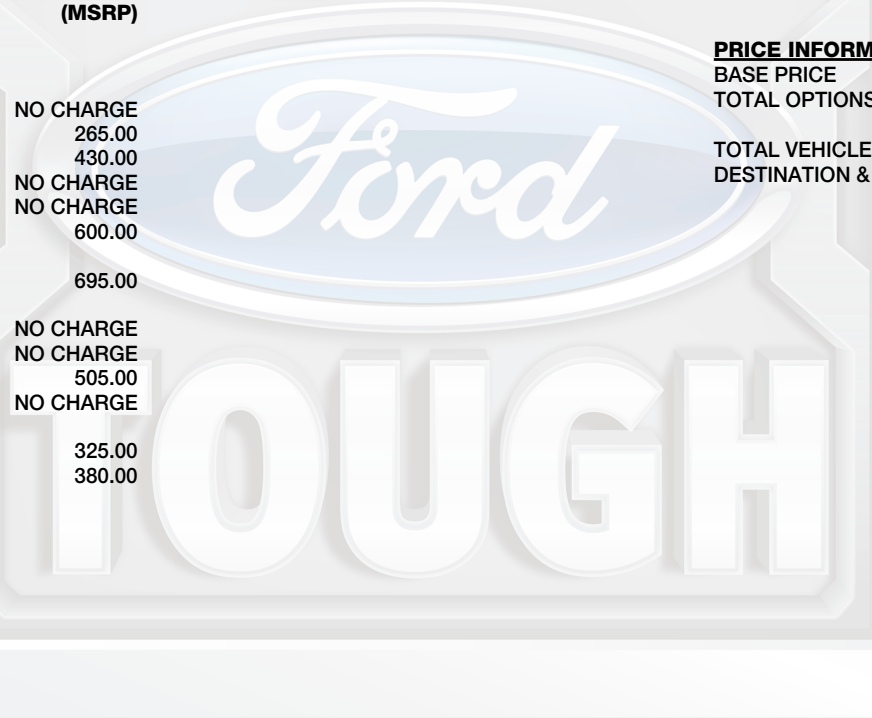 (MSRP)
NO CHARGE
265.00
430.00
NO CHARGE
NO CHARGE
600.00
695.00
NO CHARGE
NO CHARGE
505.00
NO CHARGE
325.00
380.00
PRICE INFORM
BASE PRICE
TOTAL OPTIONS
TOTAL VEHICLE
DESTINATION &
Ford
TOUGH